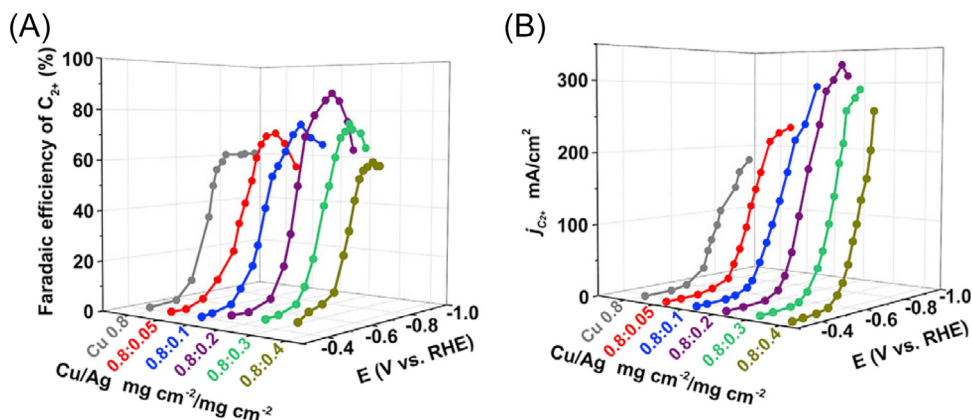 (A)
Faradaic efficiency of C₂₊ (%)
100
80
60
40
20
0
Cu 0.8
0.8:0.05
0.8:0.1
0.8:0.2
0.8:0.3
0.8:0.4
Cu/Ag mg cm⁻²/mg cm⁻²
-0.4
-0.6
-0.8
-1.0
E (V vs. RHE)
(B)
j_C₂₊ mA/cm²
300
200
100
0
Cu 0.8
0.8:0.05
0.8:0.1
0.8:0.2
0.8:0.3
0.8:0.4
Cu/Ag mg cm⁻²/mg cm⁻²
-0.4
-0.6
-0.8
-1.0
E (V vs. RHE)